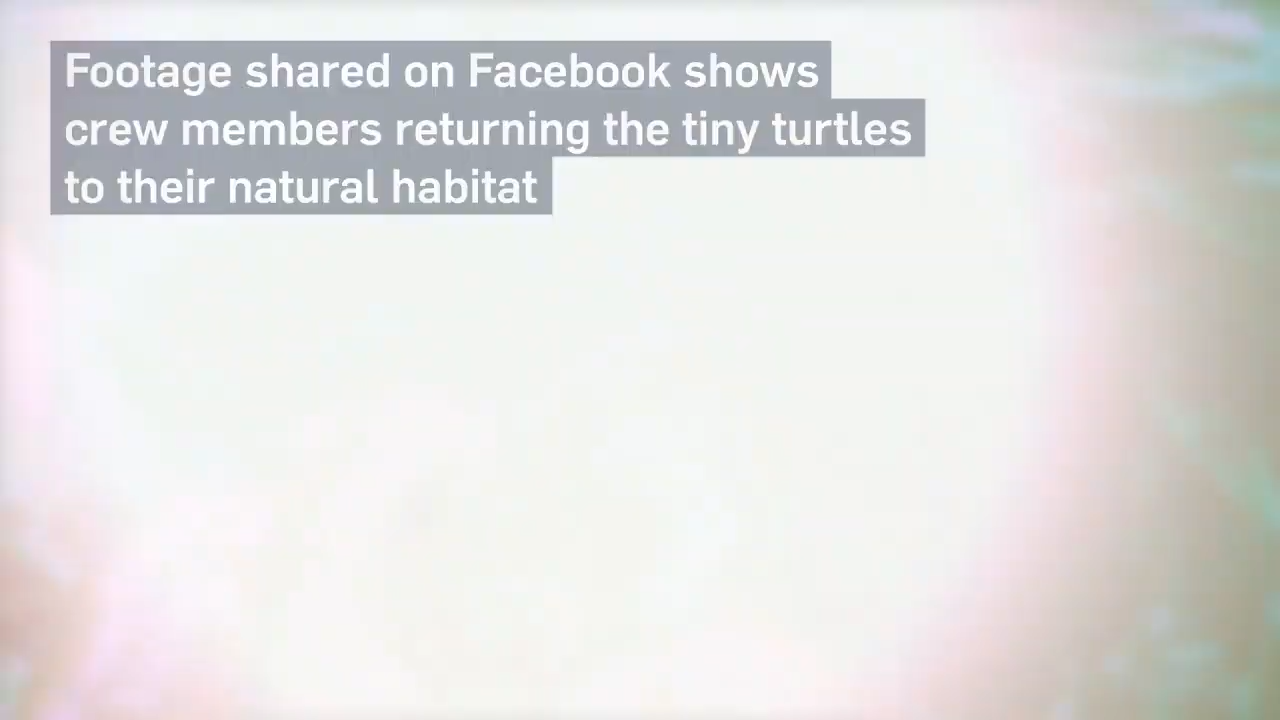 Footage shared on Facebook shows
crew members returning the tiny turtles
to their natural habitat